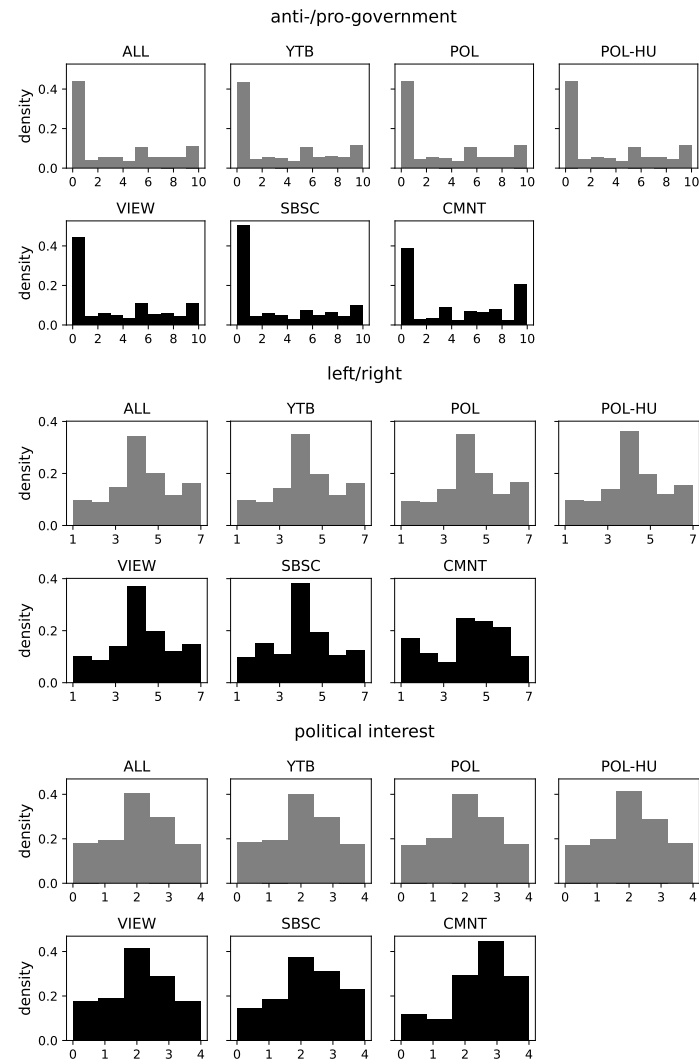 anti-/pro-government
ALL YTB POL POL-HU
density
0.4
0.2
0.0
0 2 4 6 8 10 0 2 4 6 8 10 0 2 4 6 8 10 0 2 4 6 8 10
VIEW SBSC CMNT
density
0.4
0.2
0.0
0 2 4 6 8 10 0 2 4 6 8 10 0 2 4 6 8 10
left/right
ALL YTB POL POL-HU
density
0.4
0.2
0.0
1 3 5 7 1 3 5 7 1 3 5 7 1 3 5 7
VIEW SBSC CMNT
density
0.4
0.2
0.0
1 3 5 7 1 3 5 7 1 3 5 7
political interest
ALL YTB POL POL-HU
density
0.4
0.2
0.0
0 1 2 3 4 0 1 2 3 4 0 1 2 3 4 0 1 2 3 4
VIEW SBSC CMNT
density
0.4
0.2
0.0
0 1 2 3 4 0 1 2 3 4 0 1 2 3 4